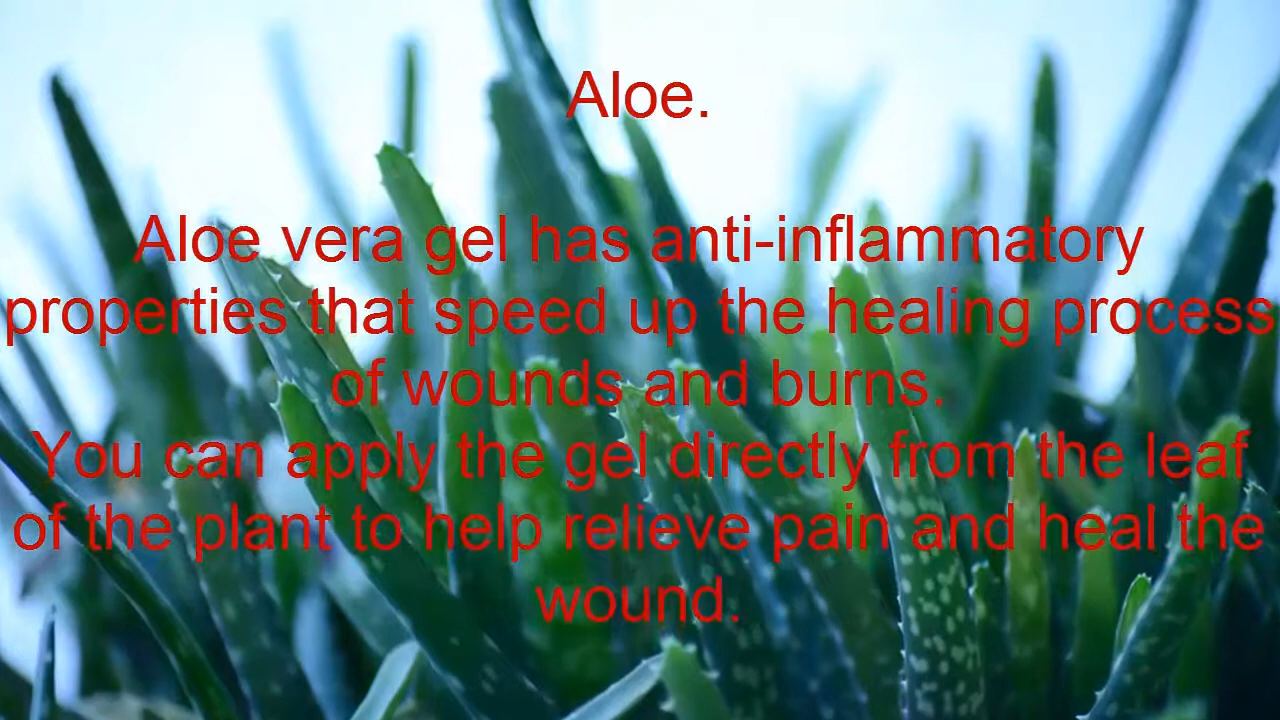 Aloe.
Aloe vera gel has anti-inflammatory
properties that speed up the healing process
of wounds and burns.
You can apply the gel directly from the leaf
of the plant to help relieve pain and heal the
wound.